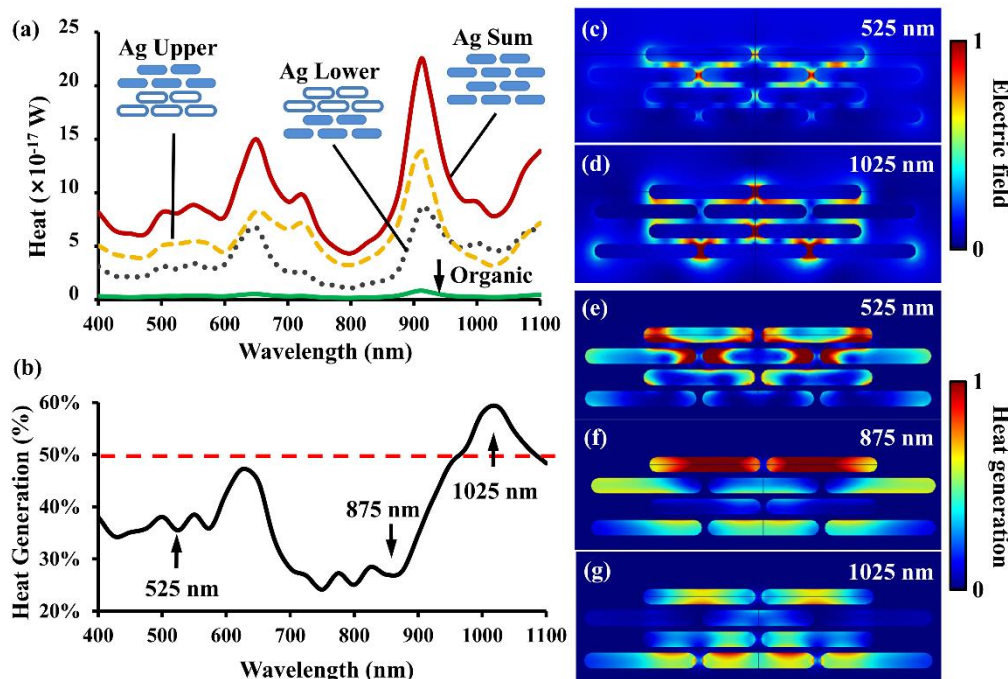 (a)
25
20
15
10
5
0
Heat (×10⁻¹⁷ W)
Ag Upper
Ag Lower
Ag Sum
Organic
400 500 600 700 800 900 1000 1100
Wavelength (nm)
(b)
60%
50%
40%
30%
20%
Heat Generation (%)
525 nm
875 nm
1025 nm
400 500 600 700 800 900 1000 1100
Wavelength (nm)
(c) 525 nm
(d) 1025 nm
1
0
Electric field
(e) 525 nm
(f) 875 nm
(g) 1025 nm
1
0
Heat generation